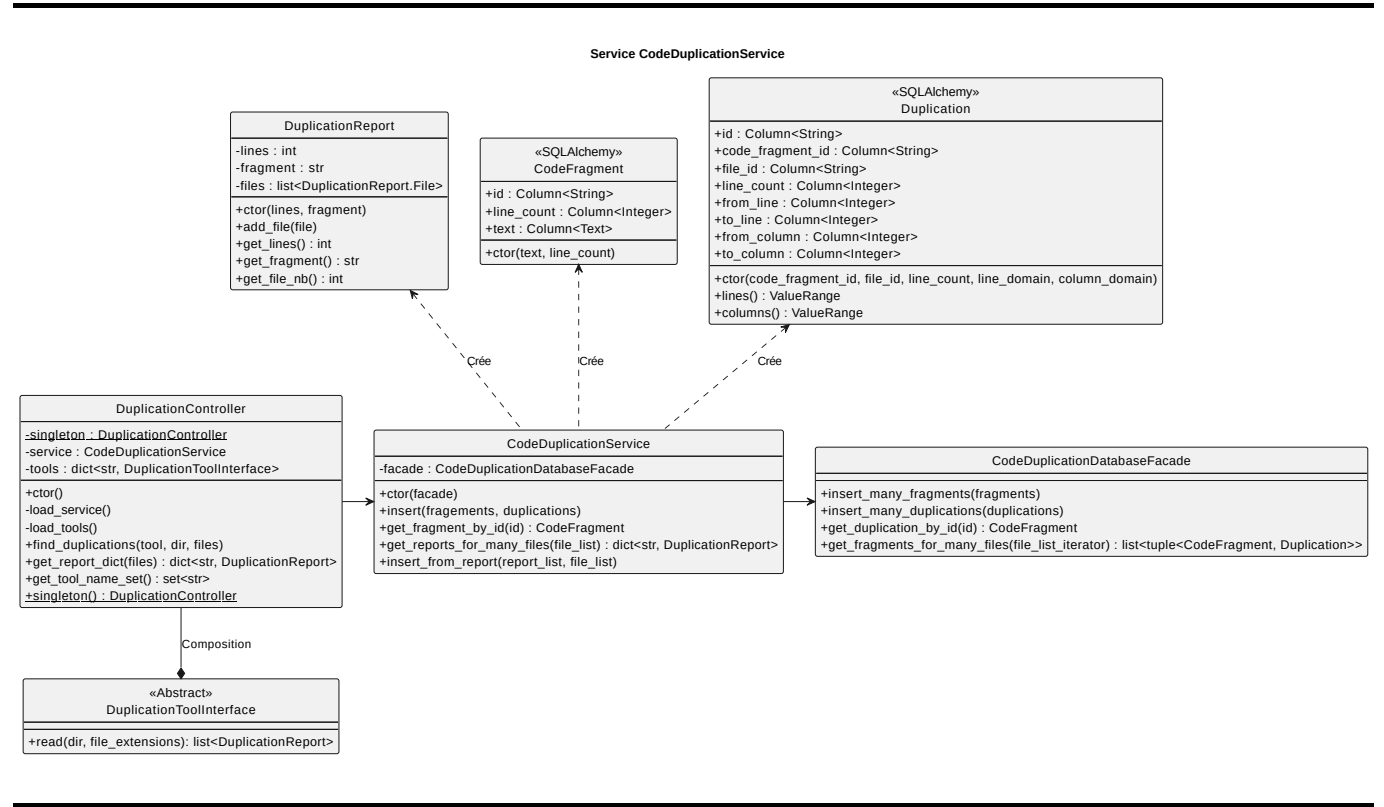 Service CodeDuplicationService
DuplicationReport
-lines : int
-fragment : str
-files : list<DuplicationReport.File>
+ctor(lines, fragment)
+add_file(file)
+get_lines() : int
+get_fragment() : str
+get_file_nb() : int
«SQLAlchemy»
CodeFragment
+id : Column<String>
+line_count : Column<Integer>
+text : Column<Text>
+ctor(text, line_count)
«SQLAlchemy»
Duplication
+id : Column<String>
+code_fragment_id : Column<String>
+file_id : Column<String>
+line_count : Column<Integer>
+from_line : Column<Integer>
+to_line : Column<Integer>
+from_column : Column<Integer>
+to_column : Column<Integer>
+ctor(code_fragment_id, file_id, line_count, line_domain, column_domain)
+lines() : ValueRange
+columns() : ValueRange
Crée
Crée
Crée
DuplicationController
-singleton : DuplicationController
-service : CodeDuplicationService
-tools : dict<str, DuplicationToolInterface>
+ctor()
-load_service()
-load_tools()
+find_duplications(tool, dir, files)
+get_report_dict(files) : dict<str, DuplicationReport>
+get_tool_name_set() : set<str>
+singleton() : DuplicationController
CodeDuplicationService
-facade : CodeDuplicationDatabaseFacade
+ctor(facade)
+insert(fragements, duplications)
+get_fragment_by_id(id) : CodeFragment
+get_reports_for_many_files(file_list) : dict<str, DuplicationReport>
+insert_from_report(report_list, file_list)
CodeDuplicationDatabaseFacade
+insert_many_fragments(fragments)
+insert_many_duplications(duplications)
+get_duplication_by_id(id) : CodeFragment
+get_fragments_for_many_files(file_list_iterator) : list<tuple<CodeFragment, Duplication>>
Composition
«Abstract»
DuplicationToolInterface
+read(dir, file_extensions): list<DuplicationReport>